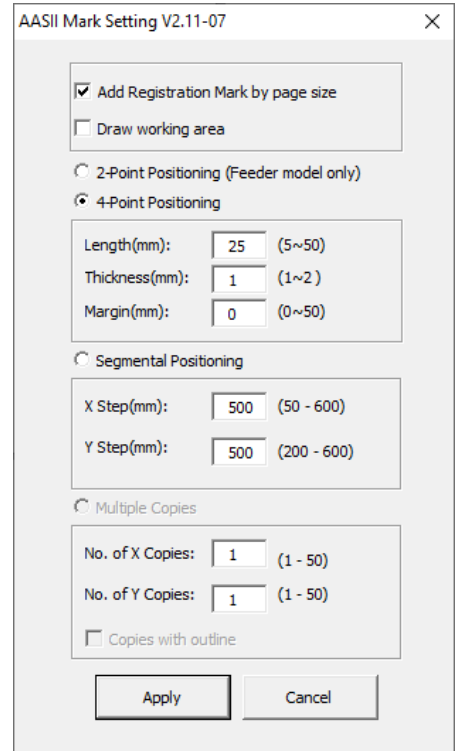 AASII Mark Setting V2.11-07
Add Registration Mark by page size
Draw working area
2-Point Positioning (Feeder model only)
4-Point Positioning
Length(mm): 25 (5~50)
Thickness(mm): 1 (1~2 )
Margin(mm): 0 (0~50)
Segmental Positioning
X Step(mm): 500 (50 - 600)
Y Step(mm): 500 (200 - 600)
Multiple Copies
No. of X Copies: 1 (1 - 50)
No. of Y Copies: 1 (1 - 50)
Copies with outline
Apply Cancel